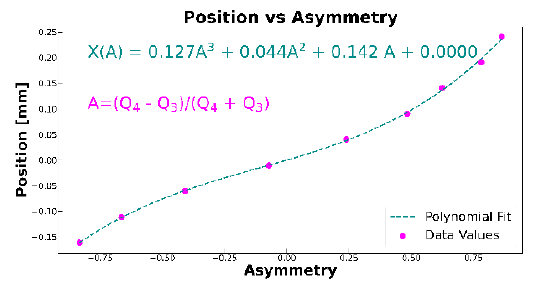 Position vs Asymmetry
X(A) = 0.127A³ + 0.044A² + 0.142 A + 0.0000
A=(Q₄ - Q₃)/(Q₄ + Q₃)
Position [mm]
0.25
0.20
0.15
0.10
0.05
0.00
−0.05
−0.10
−0.15
Polynomial Fit
Data Values
−0.75
−0.50
−0.25
0.00
0.25
0.50
0.75
Asymmetry